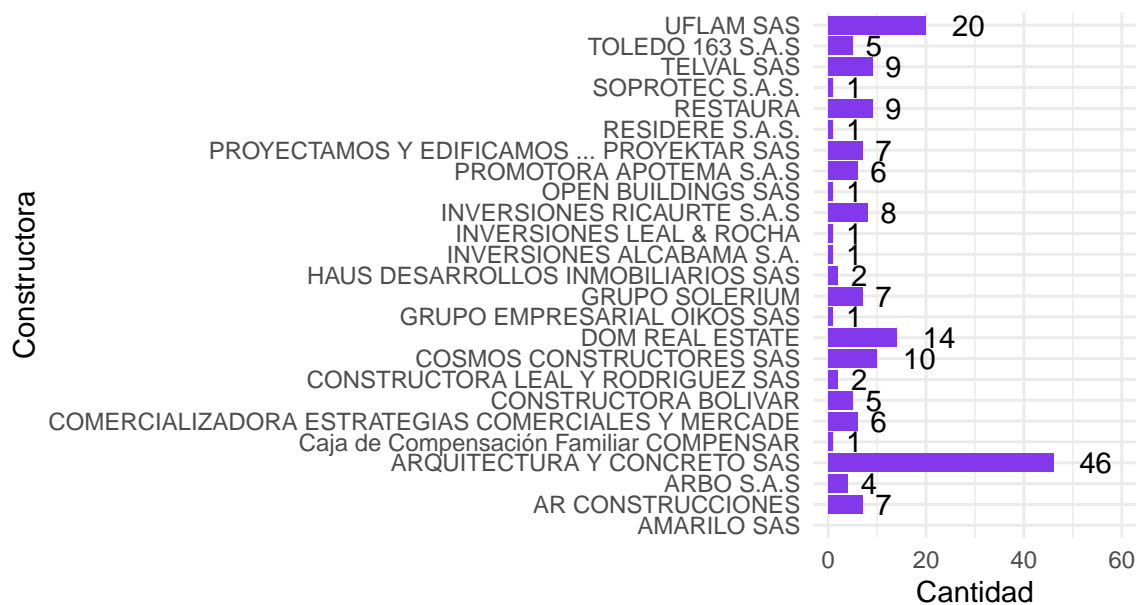 UFLAM SAS 20
TOLEDO 163 S.A.S 5
TELVAL SAS 9
SOPROTEC S.A.S. 1
RESTAURA 9
RESIDERE S.A.S. 1
PROYECTAMOS Y EDIFICAMOS ... PROYEKTAR SAS 7
PROMOTORA APOTEMA S.A.S 6
OPEN BUILDINGS SAS 1
INVERSIONES RICAURTE S.A.S 8
INVERSIONES LEAL & ROCHA 1
INVERSIONES ALCABAMA S.A. 1
HAUS DESARROLLOS INMOBILIARIOS SAS 2
GRUPO SOLERIUM 7
GRUPO EMPRESARIAL OIKOS SAS 1
DOM REAL ESTATE 14
COSMOS CONSTRUCTORES SAS 10
CONSTRUCTORA LEAL Y RODRIGUEZ SAS 2
CONSTRUCTORA BOLIVAR 5
COMERCIALIZADORA ESTRATEGIAS COMERCIALES Y MERCADE 6
Caja de Compensación Familiar COMPENSAR 1
ARQUITECTURA Y CONCRETO SAS 46
ARBO S.A.S 4
AR CONSTRUCCIONES 7
AMARILO SAS
0 20 40 60
Cantidad
Constructora